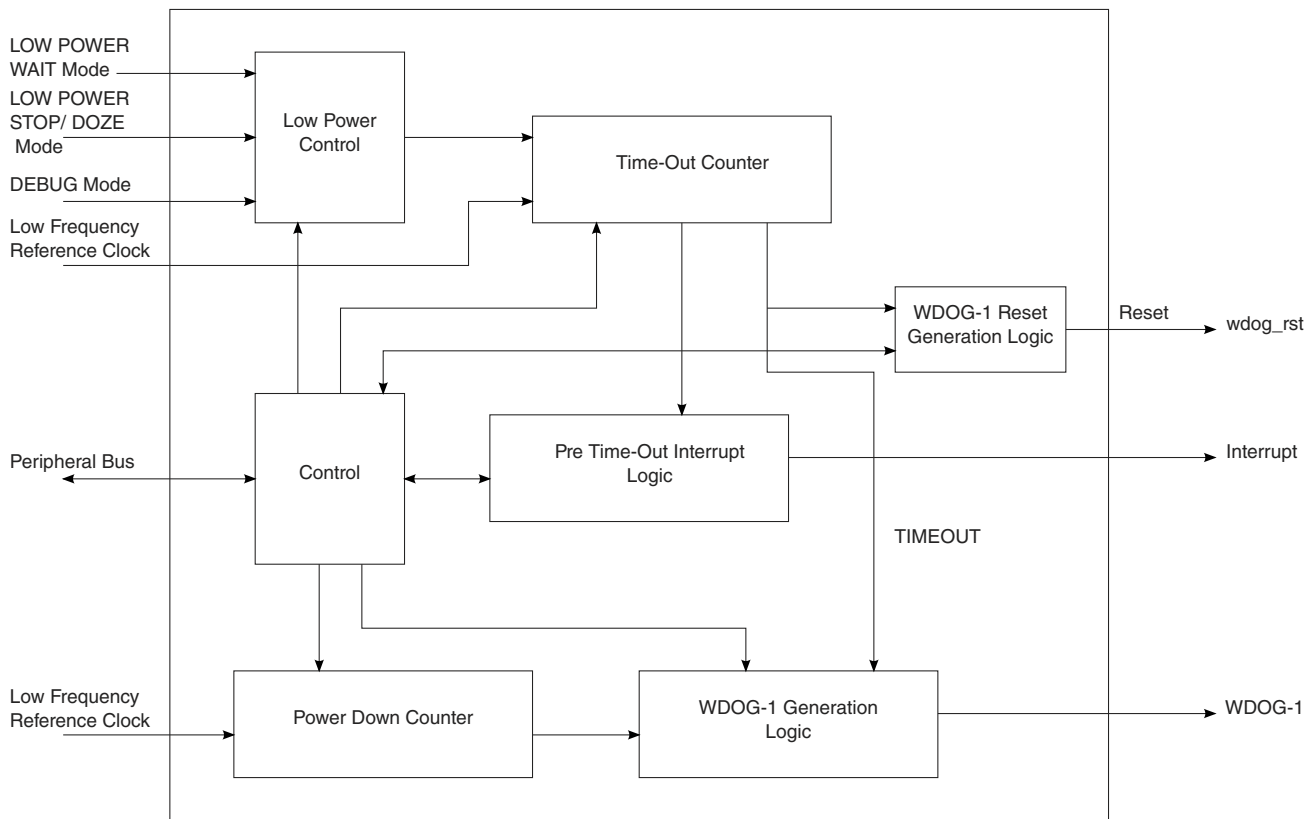 LOW POWER
WAIT Mode
LOW POWER
STOP/ DOZE
Mode
DEBUG Mode
Low Frequency
Reference Clock
Low Power
Control
Time-Out Counter
WDOG-1 Reset
Generation Logic
Reset
wdog_rst
Peripheral Bus
Control
Pre Time-Out Interrupt
Logic
Interrupt
TIMEOUT
Low Frequency
Reference Clock
Power Down Counter
WDOG-1 Generation
Logic
WDOG-1